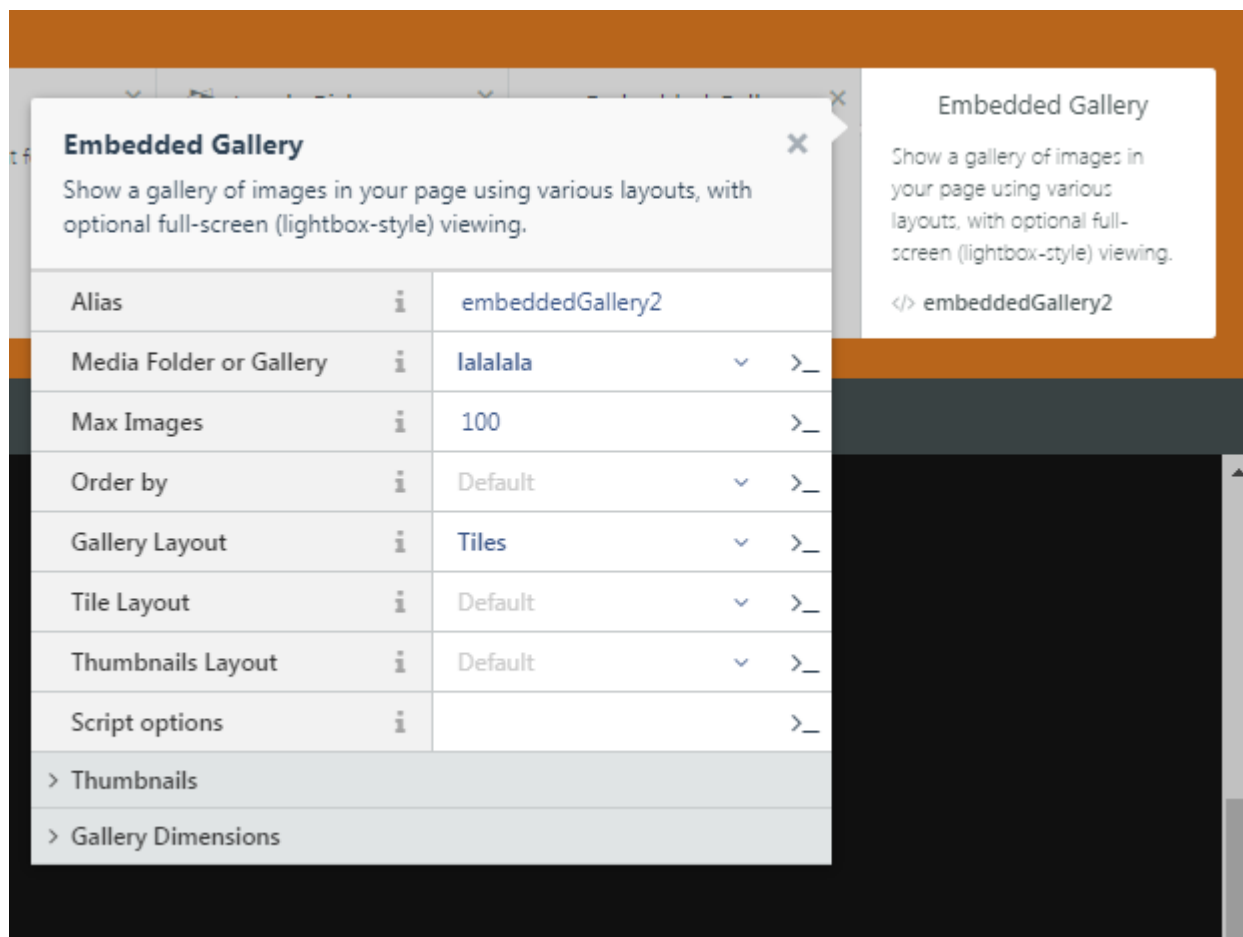 Embedded Gallery
Show a gallery of images in your page using various layouts, with
optional full-screen (lightbox-style) viewing.
Alias
embeddedGallery2
Media Folder or Gallery
lalalala
Max Images
100
Order by
Default
Gallery Layout
Tiles
Tile Layout
Default
Thumbnails Layout
Default
Script options
Thumbnails
Gallery Dimensions
Embedded Gallery
Show a gallery of images in
your page using various
layouts, with optional full-
screen (lightbox-style) viewing.
</> embeddedGallery2